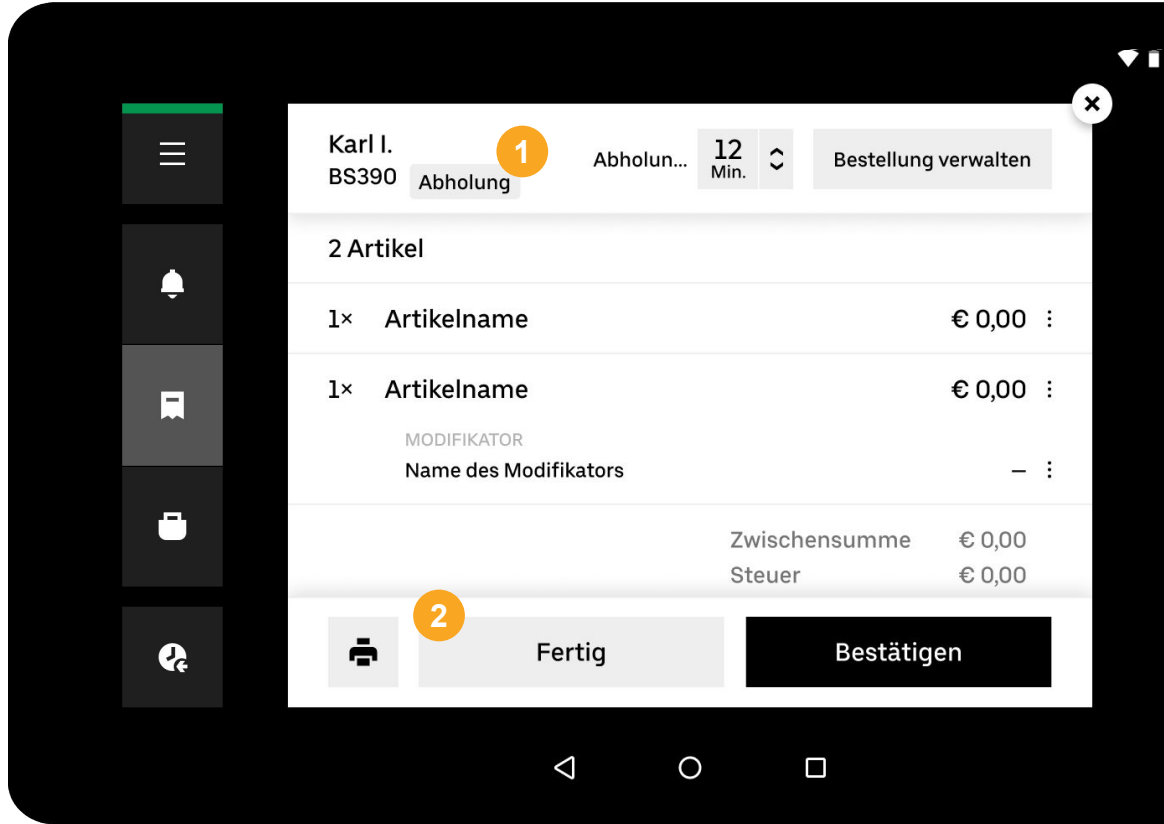 Karl I.
1
BS390 Abholung
Abholun...
12
Min.
Bestellung verwalten
2 Artikel
1× Artikelname € 0,00
1× Artikelname € 0,00
MODIFIKATOR
Name des Modifikators –
Zwischensumme € 0,00
Steuer € 0,00
2
Fertig
Bestätigen